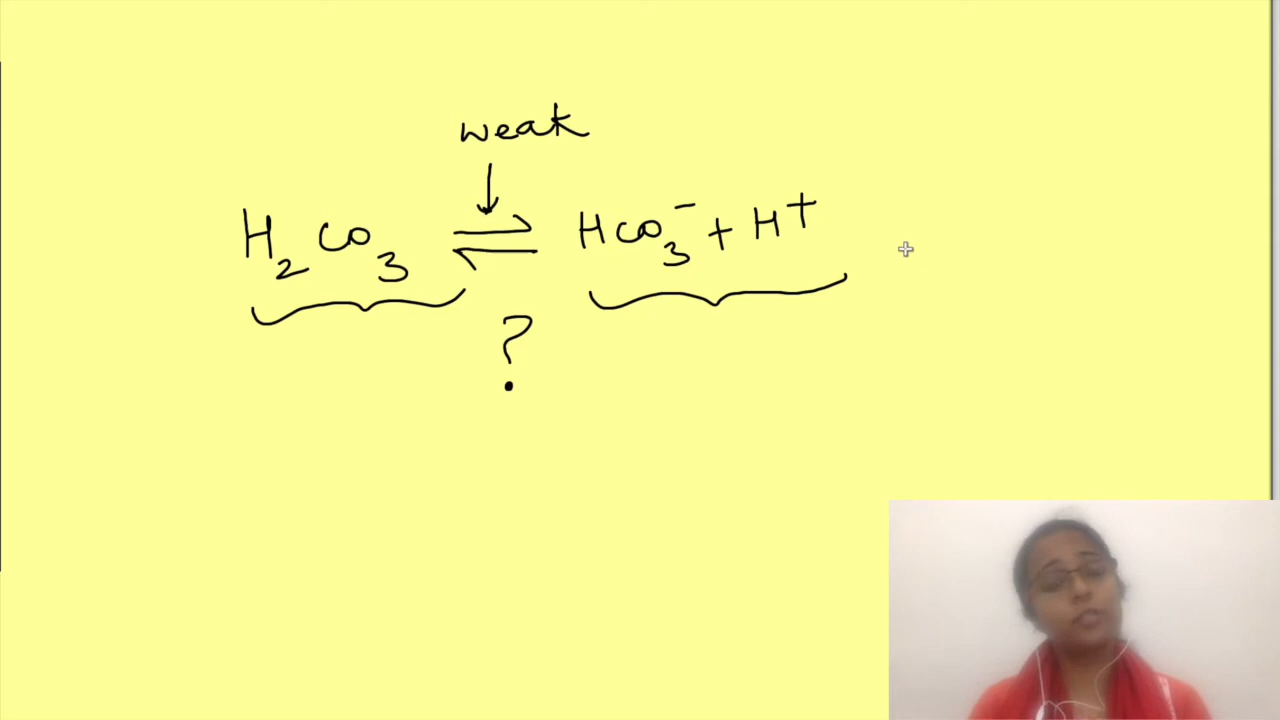 weak
↓
H₂CO₃ ⇌ HCO₃⁻ + H⁺
?